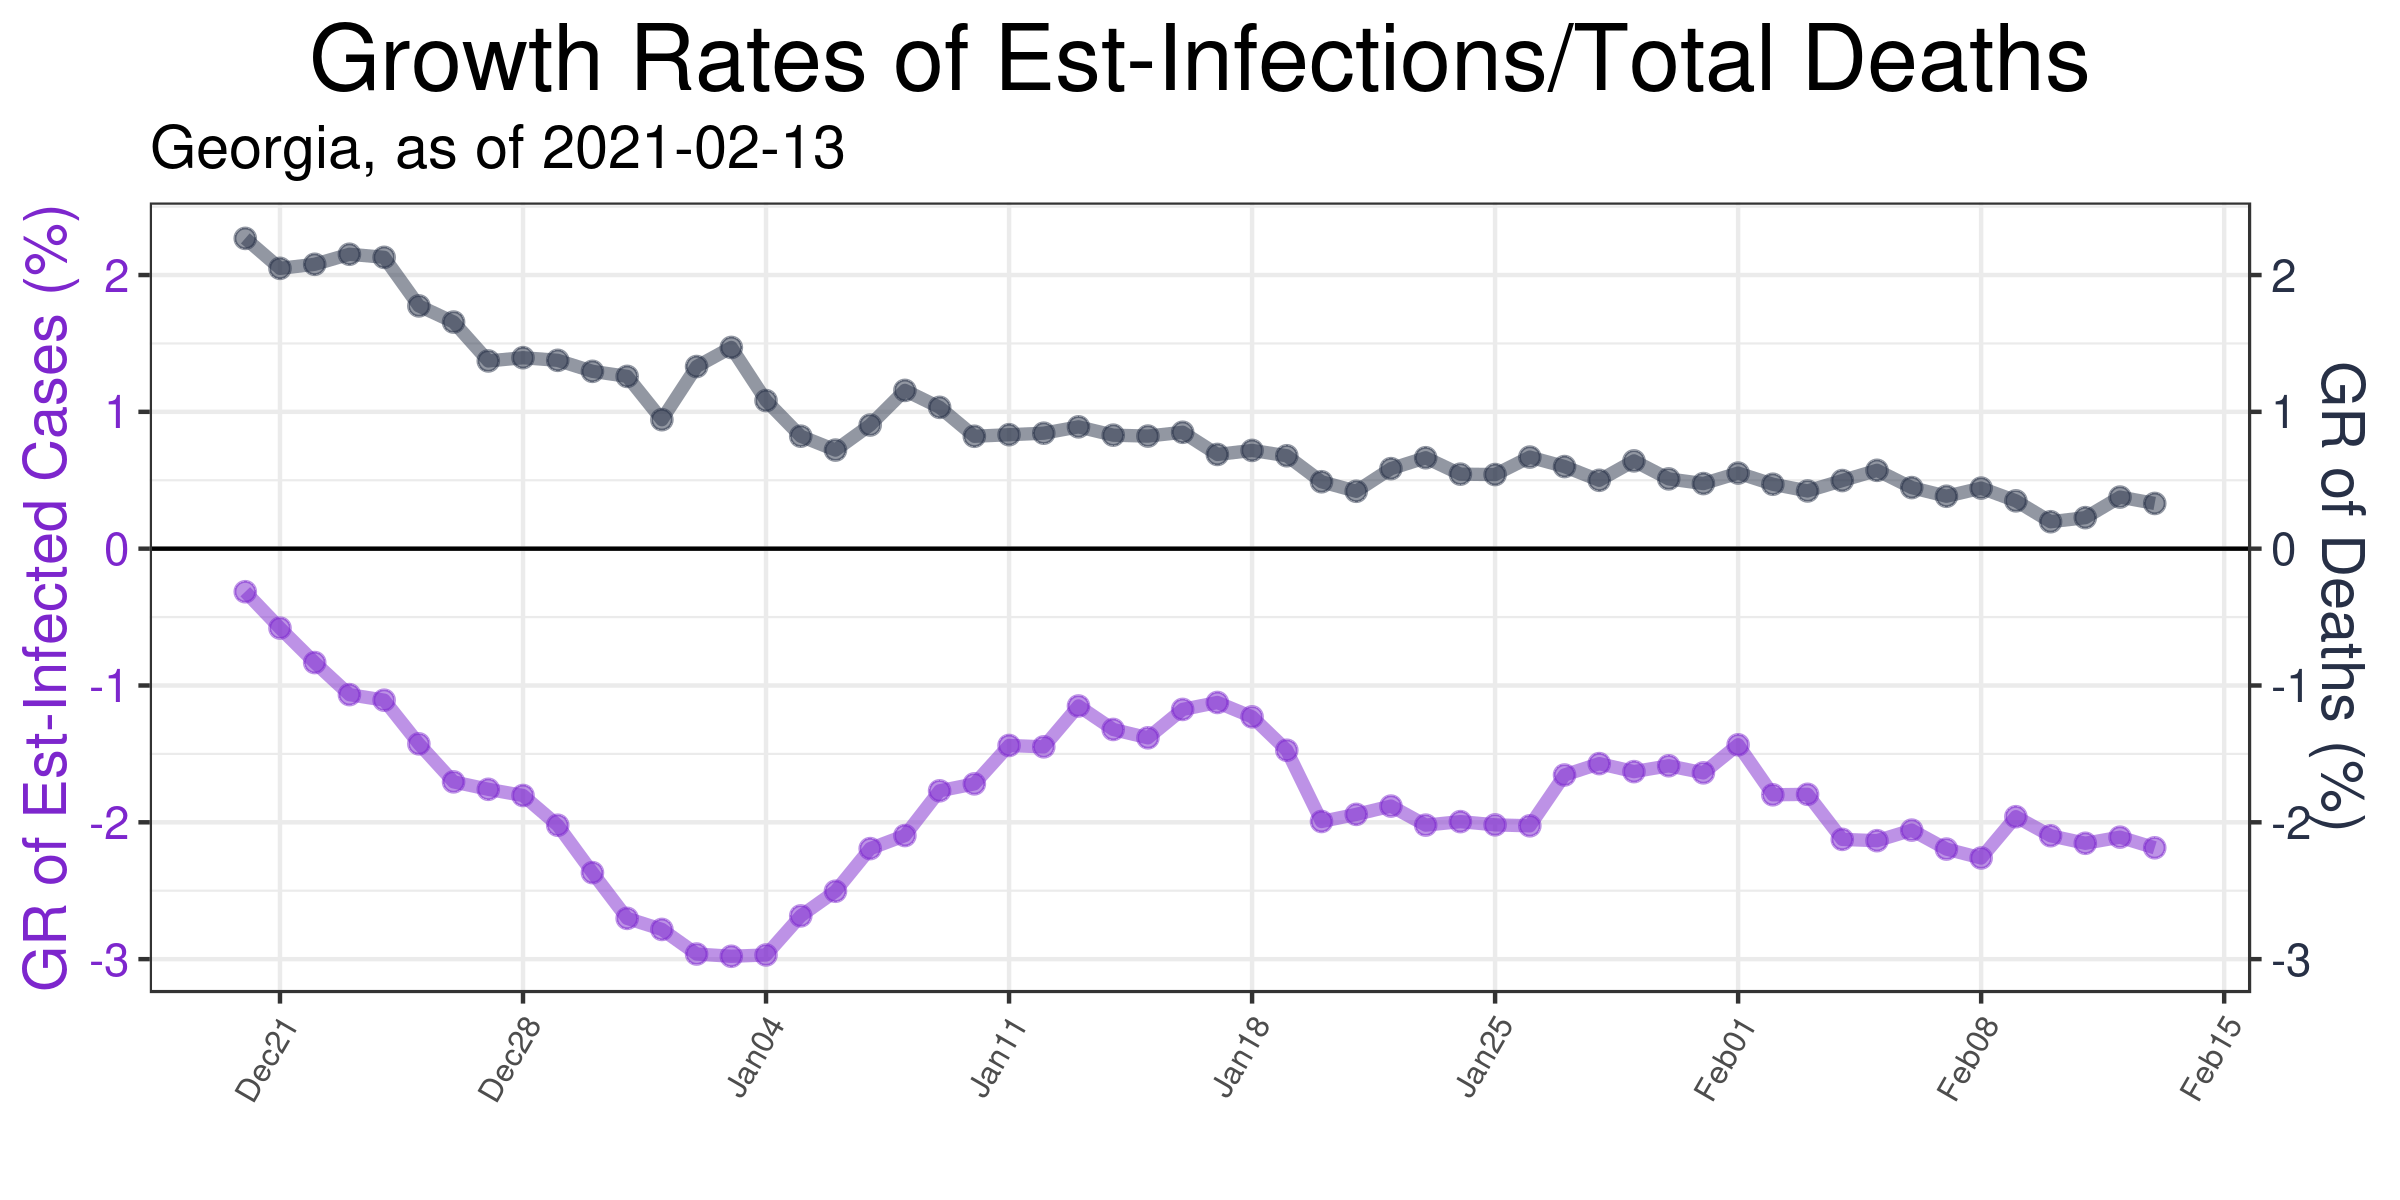 Growth Rates of Est-Infections/Total Deaths
Georgia, as of 2021-02-13
GR of Est-Infected Cases (%)
2
1
0
-1
-2
-3
2
1
0
-1
-2
-3
GR of Deaths (%)
Dec21
Dec28
Jan04
Jan11
Jan18
Jan25
Feb01
Feb08
Feb15